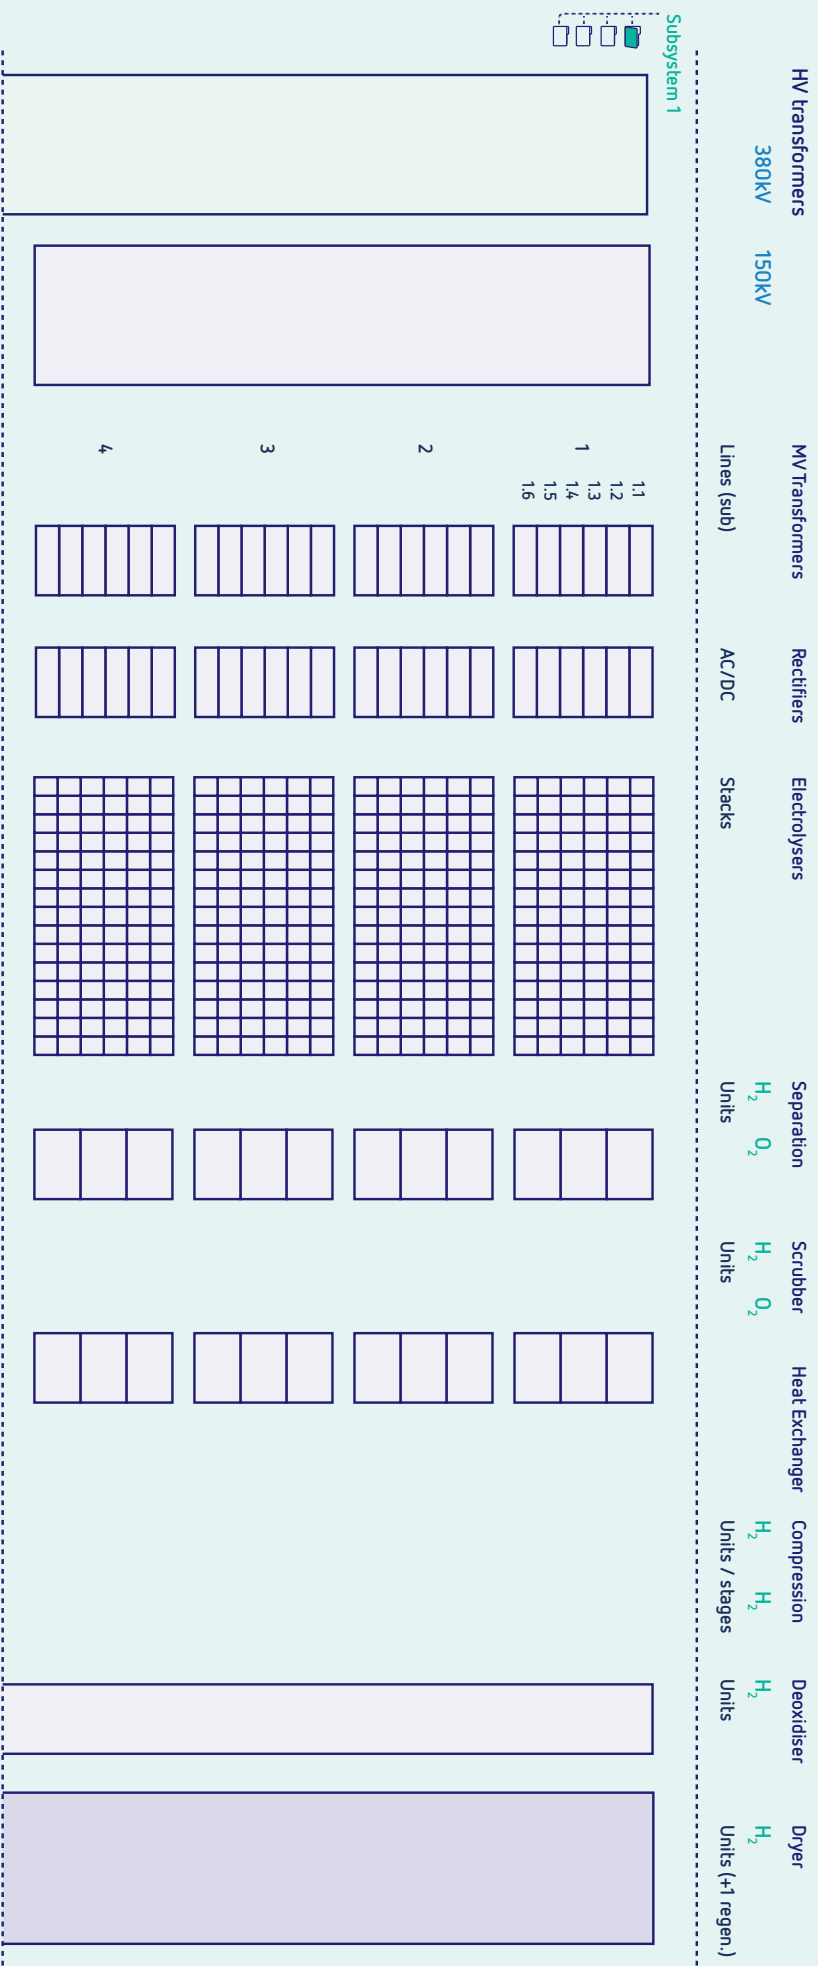 HV transformers
MV Transformers
Rectifiers
Electrolysers
Separation
Scrubber
Heat Exchanger
Compression
Deoxidiser
Dryer
380kV
150kV
H₂
O₂
H₂
O₂
H₂
H₂
H₂
H₂
Lines (sub)
AC/DC
Stacks
Units
Units
Units / stages
Units
Units (+1 regen.)
Subsystem 1
1
1.1
1.2
1.3
1.4
1.5
1.6
2
3
4